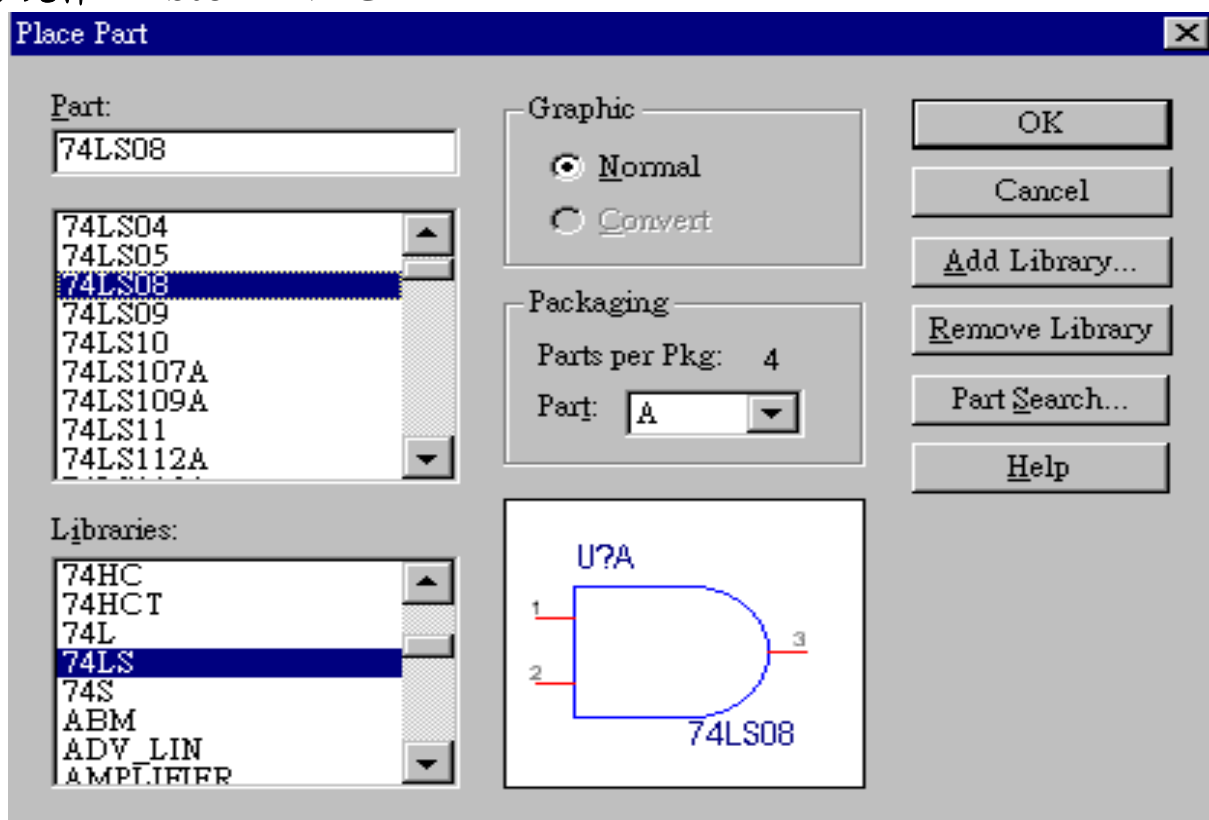 Place Part
Part:
74LS08
74LS04
74LS05
74LS08
74LS09
74LS10
74LS107A
74LS109A
74LS11
74LS112A
Libraries:
74HC
74HCT
74L
74LS
74S
ABM
ADV_LIN
AMPLIFIER
Graphic
Normal
Convert
Packaging
Parts per Pkg: 4
Part: A
U?A
1
2
3
74LS08
OK
Cancel
Add Library...
Remove Library
Part Search...
Help